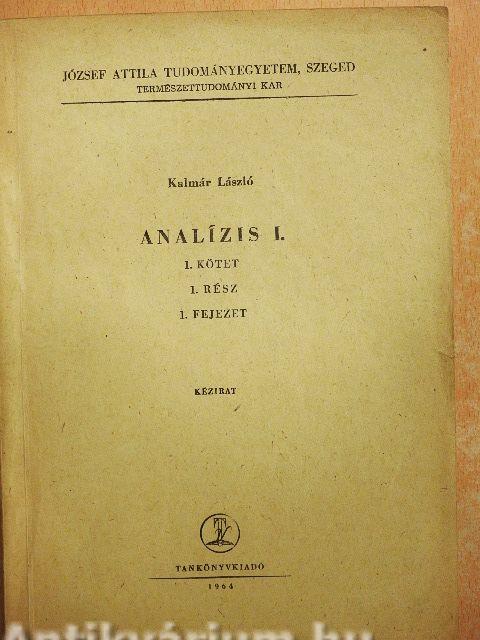 JÓZSEF ATTILA TUDOMÁNYEGYETEM, SZEGED
TERMÉSZETTUDOMÁNYI KAR
Kalmár László
ANALÍZIS I.
1. KÖTET
1. RÉSZ
1. FEJEZET
KÉZIRAT
TANKÖNYVKIADÓ
1964
Antikvárium.hu